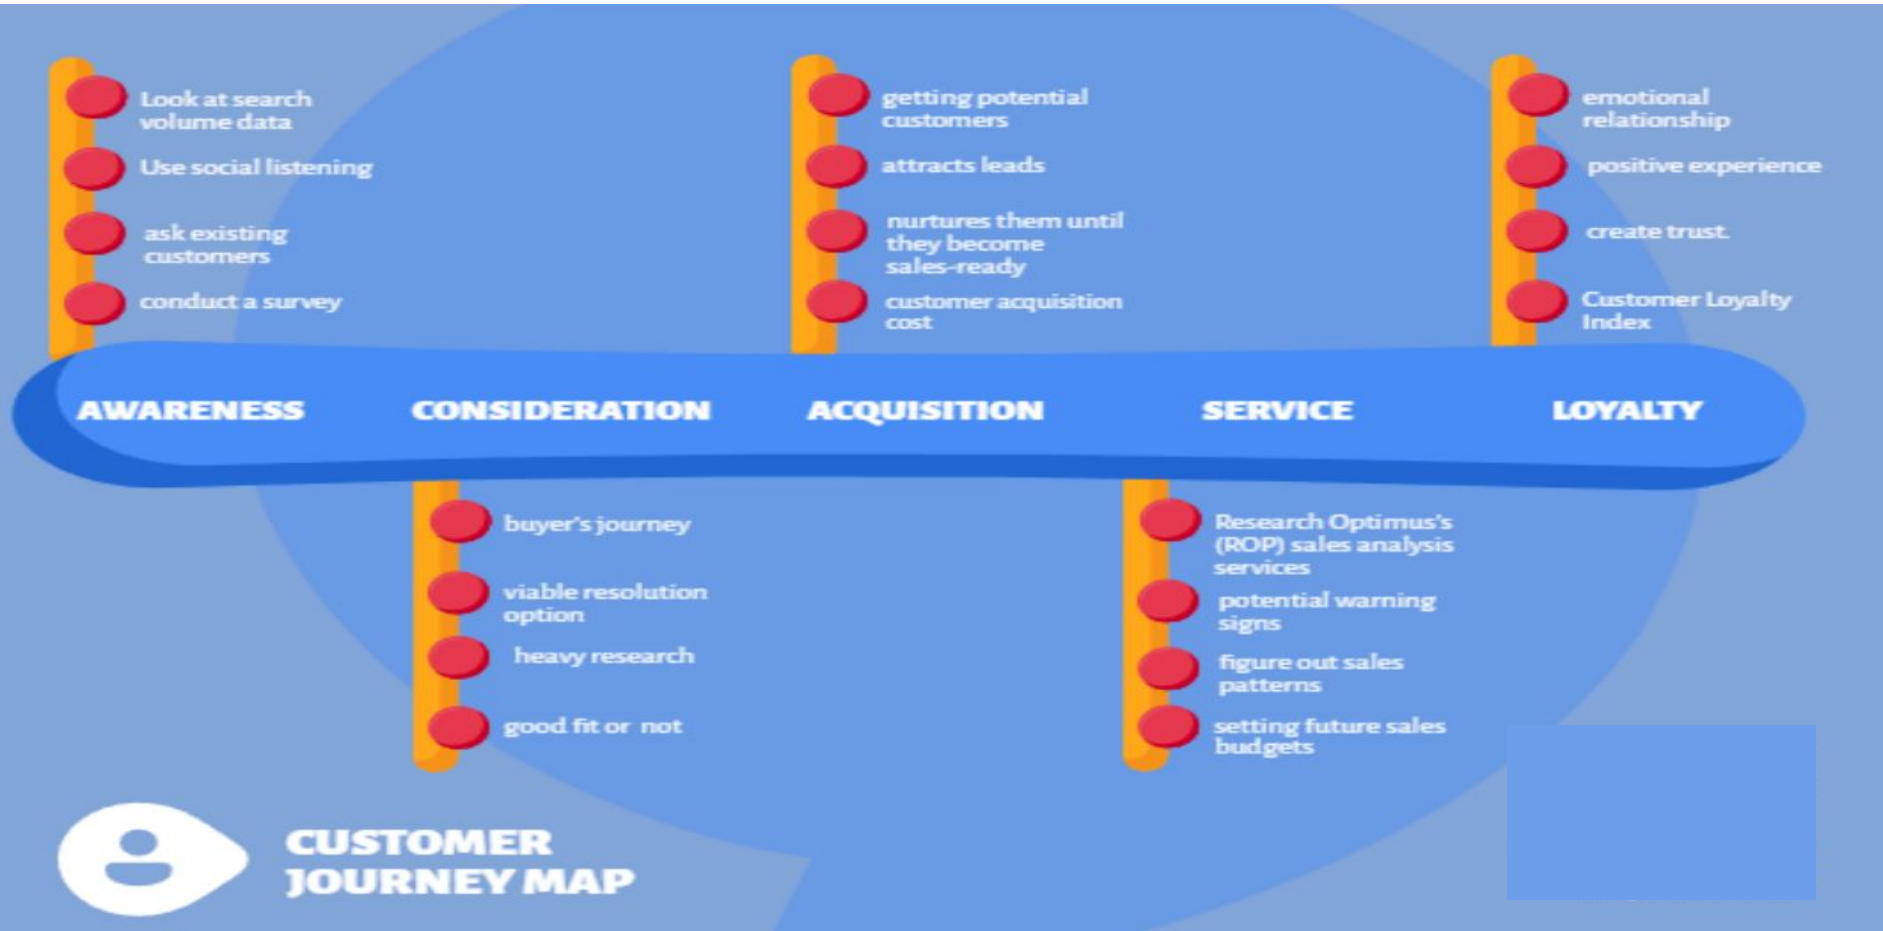 Look at search
volume data
Use social listening
ask existing
customers
conduct a survey
getting potential
customers
attracts leads
nurtures them until
they become
sales-ready
customer acquisition
cost
emotional
relationship
positive experience
create trust.
Customer Loyalty
Index
AWARENESS
CONSIDERATION
ACQUISITION
SERVICE
LOYALTY
buyer's journey
viable resolution
option
heavy research
good fit or not
Research Optimus's
(ROP) sales analysis
services
potential warning
signs
figure out sales
patterns
setting future sales
budgets
CUSTOMER
JOURNEY MAP